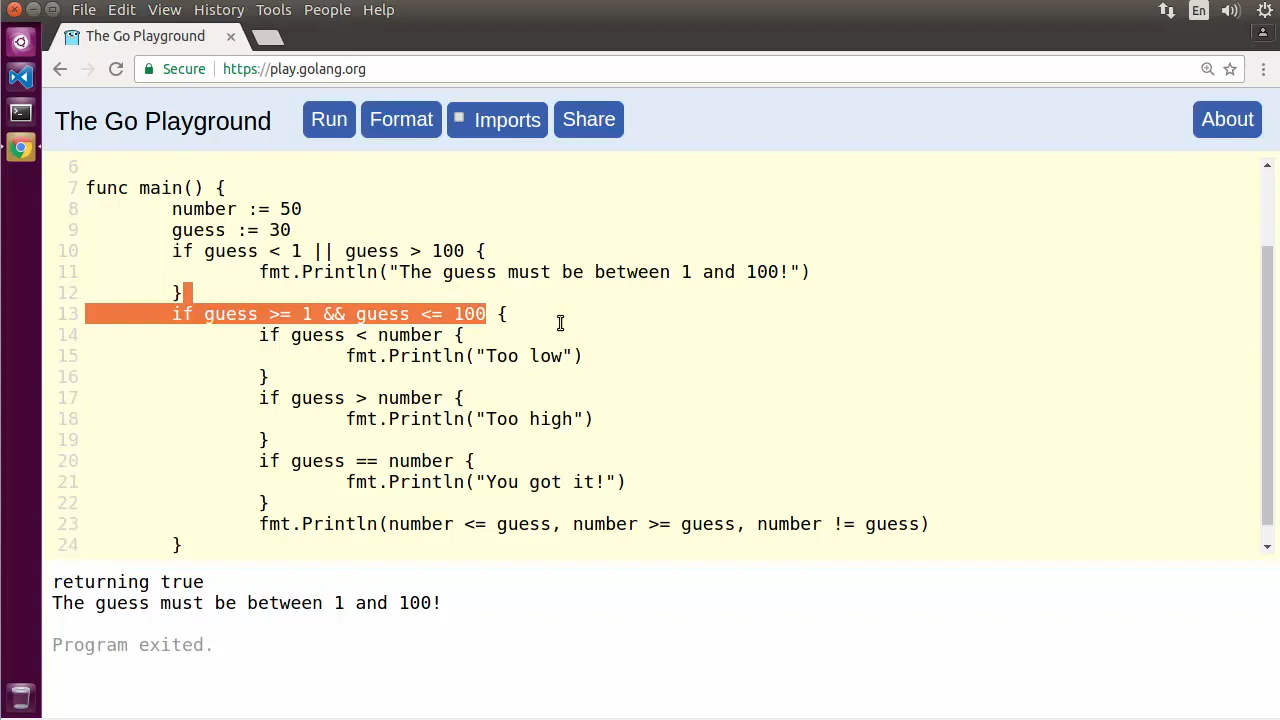 File Edit View History Tools People Help En
The Go Playground
Secure https://play.golang.org
The Go Playground Run Format Imports Share About
6
7 func main() {
8 number := 50
9 guess := 30
10 if guess < 1 || guess > 100 {
11 fmt.Println("The guess must be between 1 and 100!")
12 }
13 if guess >= 1 && guess <= 100 {
14 if guess < number {
15 fmt.Println("Too low")
16 }
17 if guess > number {
18 fmt.Println("Too high")
19 }
20 if guess == number {
21 fmt.Println("You got it!")
22 }
23 fmt.Println(number <= guess, number >= guess, number != guess)
24 }
returning true
The guess must be between 1 and 100!
Program exited.